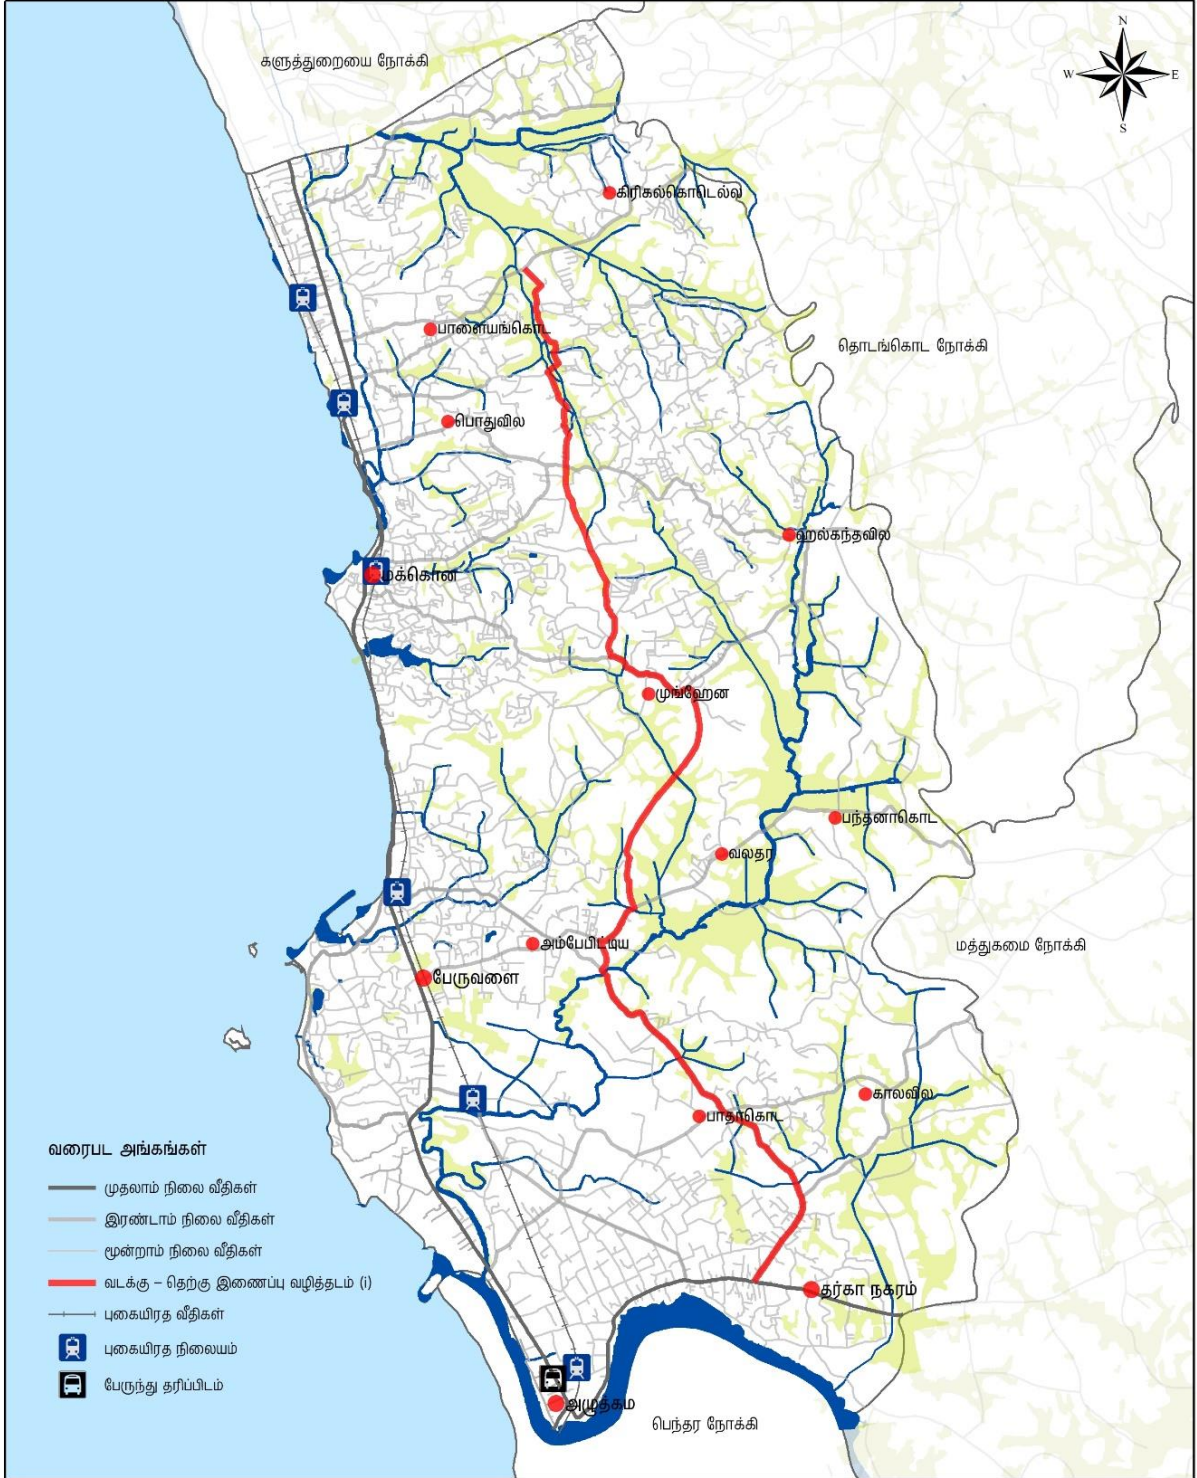 களுத்துறையை நோக்கி
N
W
E
S
கிரிகல்கொடெல்ல
பாளையங்கொட
தொடங்கொட நோக்கி
பொதுவில
ஹல்கந்தவில
மக்கொன
முங்ஹேன
பந்தனாகொட
வலதர
அம்பேபிட்டிய
மத்துகமை நோக்கி
பேருவளை
காலவில
பாதாகொட
வரைபட அங்கங்கள்
முதலாம் நிலை வீதிகள்
இரண்டாம் நிலை வீதிகள்
மூன்றாம் நிலை வீதிகள்
வடக்கு – தெற்கு இணைப்பு வழித்தடம் (i)
புகையிரத வீதிகள்
புகையிரத நிலையம்
பேருந்து தரிப்பிடம்
தர்கா நகரம்
அழுத்கம
பெந்தர நோக்கி